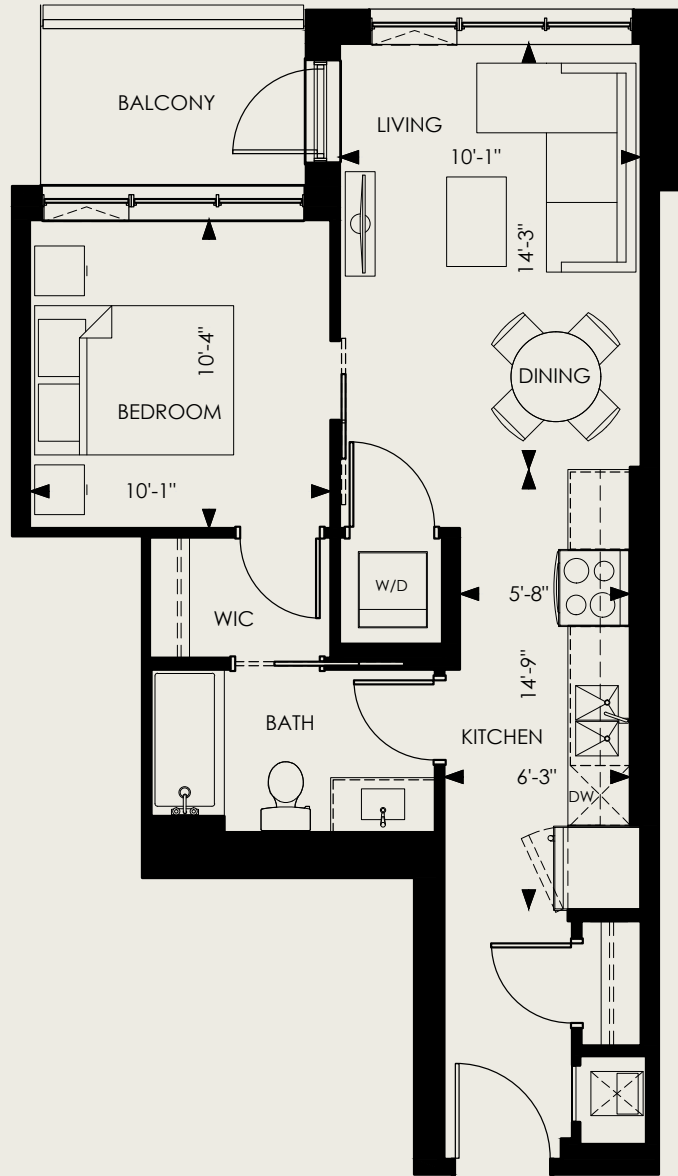 BALCONY
LIVING
10'-1"
14'-3"
10'-4"
DINING
BEDROOM
10'-1"
W/D
5'-8"
WIC
14'-9"
BATH
KITCHEN
6'-3"
DW